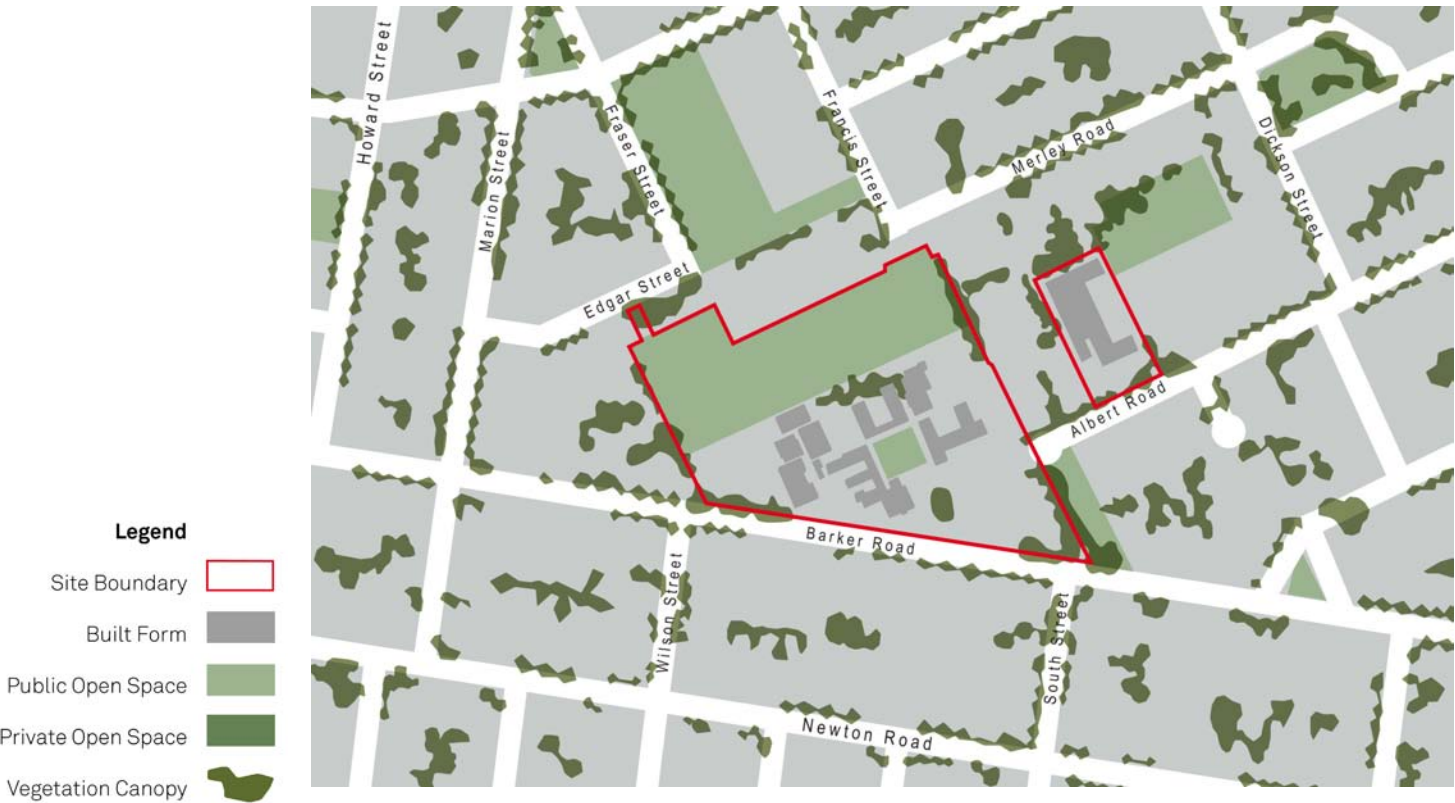 Howard Street
Marion Street
Fraser Street
Francis Street
Merley Road
Dickson Street
Edgar Street
Albert Road
Barker Road
Wilson Street
South Street
Newton Road
Legend
Site Boundary
Built Form
Public Open Space
Private Open Space
Vegetation Canopy